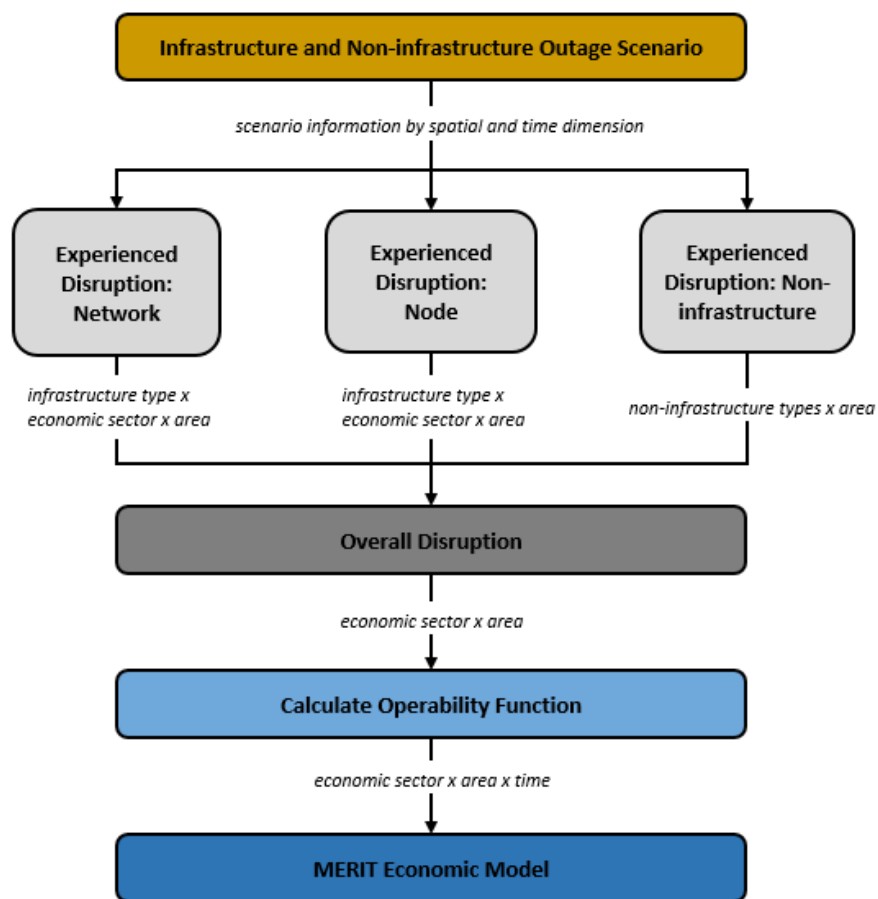 Infrastructure and Non-infrastructure Outage Scenario
scenario information by spatial and time dimension
Experienced
Disruption:
Network
Experienced
Disruption:
Node
Experienced
Disruption: Non-
infrastructure
infrastructure type x
economic sector x area
infrastructure type x
economic sector x area
non-infrastructure types x area
Overall Disruption
economic sector x area
Calculate Operability Function
economic sector x area x time
MERIT Economic Model